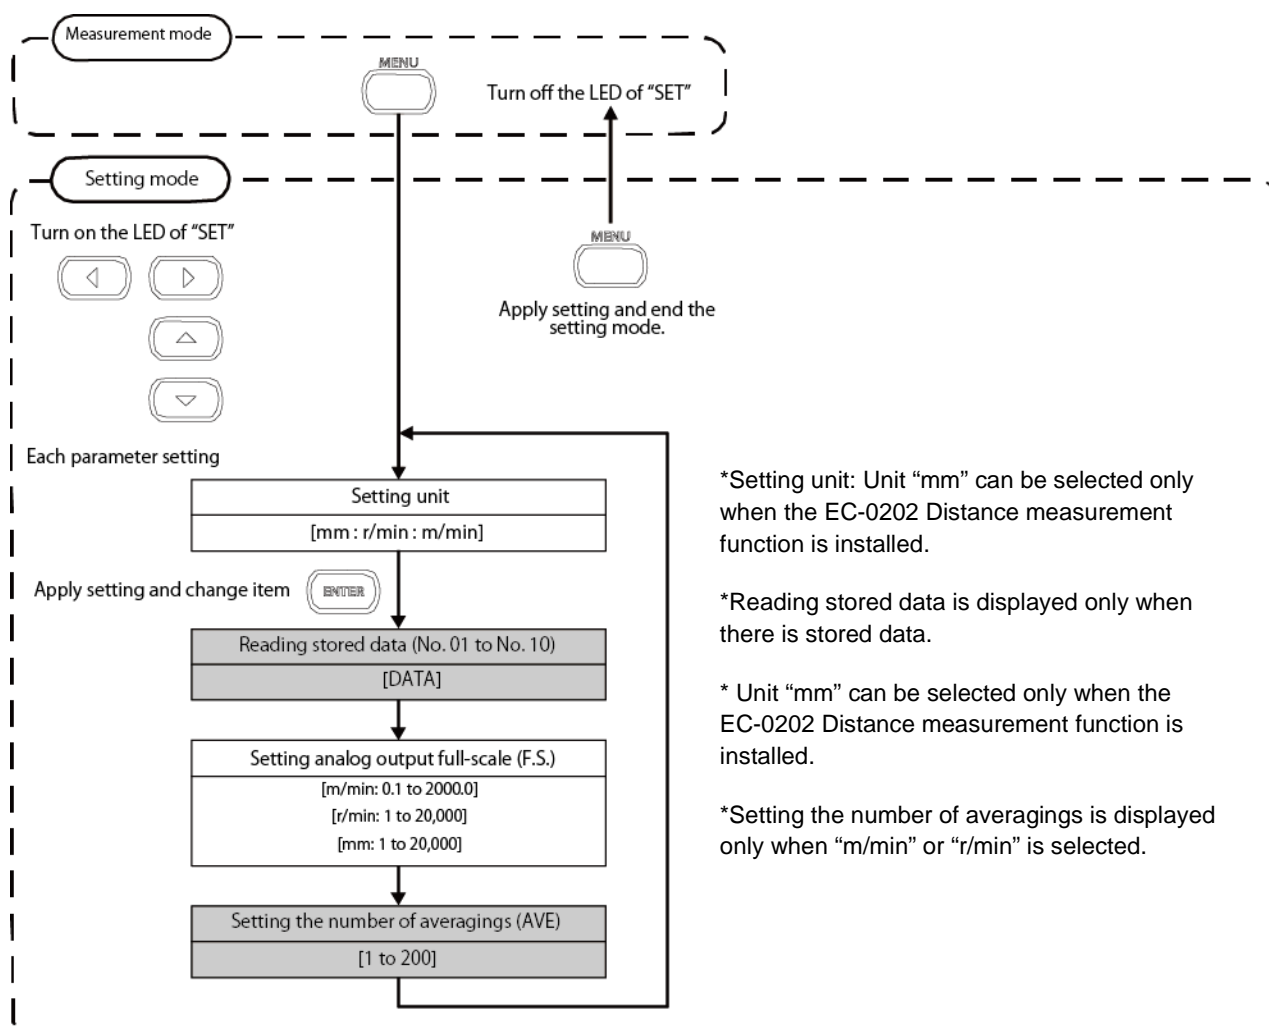 Measurement mode
MENU
Turn off the LED of “SET”
Setting mode
Turn on the LED of “SET”
MENU
Apply setting and end the
setting mode.
Each parameter setting
Setting unit
[mm : r/min : m/min]
Apply setting and change item
ENTER
Reading stored data (No. 01 to No. 10)
[DATA]
Setting analog output full-scale (F.S.)
[m/min: 0.1 to 2000.0]
[r/min: 1 to 20,000]
[mm: 1 to 20,000]
Setting the number of averagings (AVE)
[1 to 200]
*Setting unit: Unit “mm” can be selected only
when the EC-0202 Distance measurement
function is installed.
*Reading stored data is displayed only when
there is stored data.
* Unit “mm” can be selected only when the
EC-0202 Distance measurement function is
installed.
*Setting the number of averagings is displayed
only when “m/min” or “r/min” is selected.